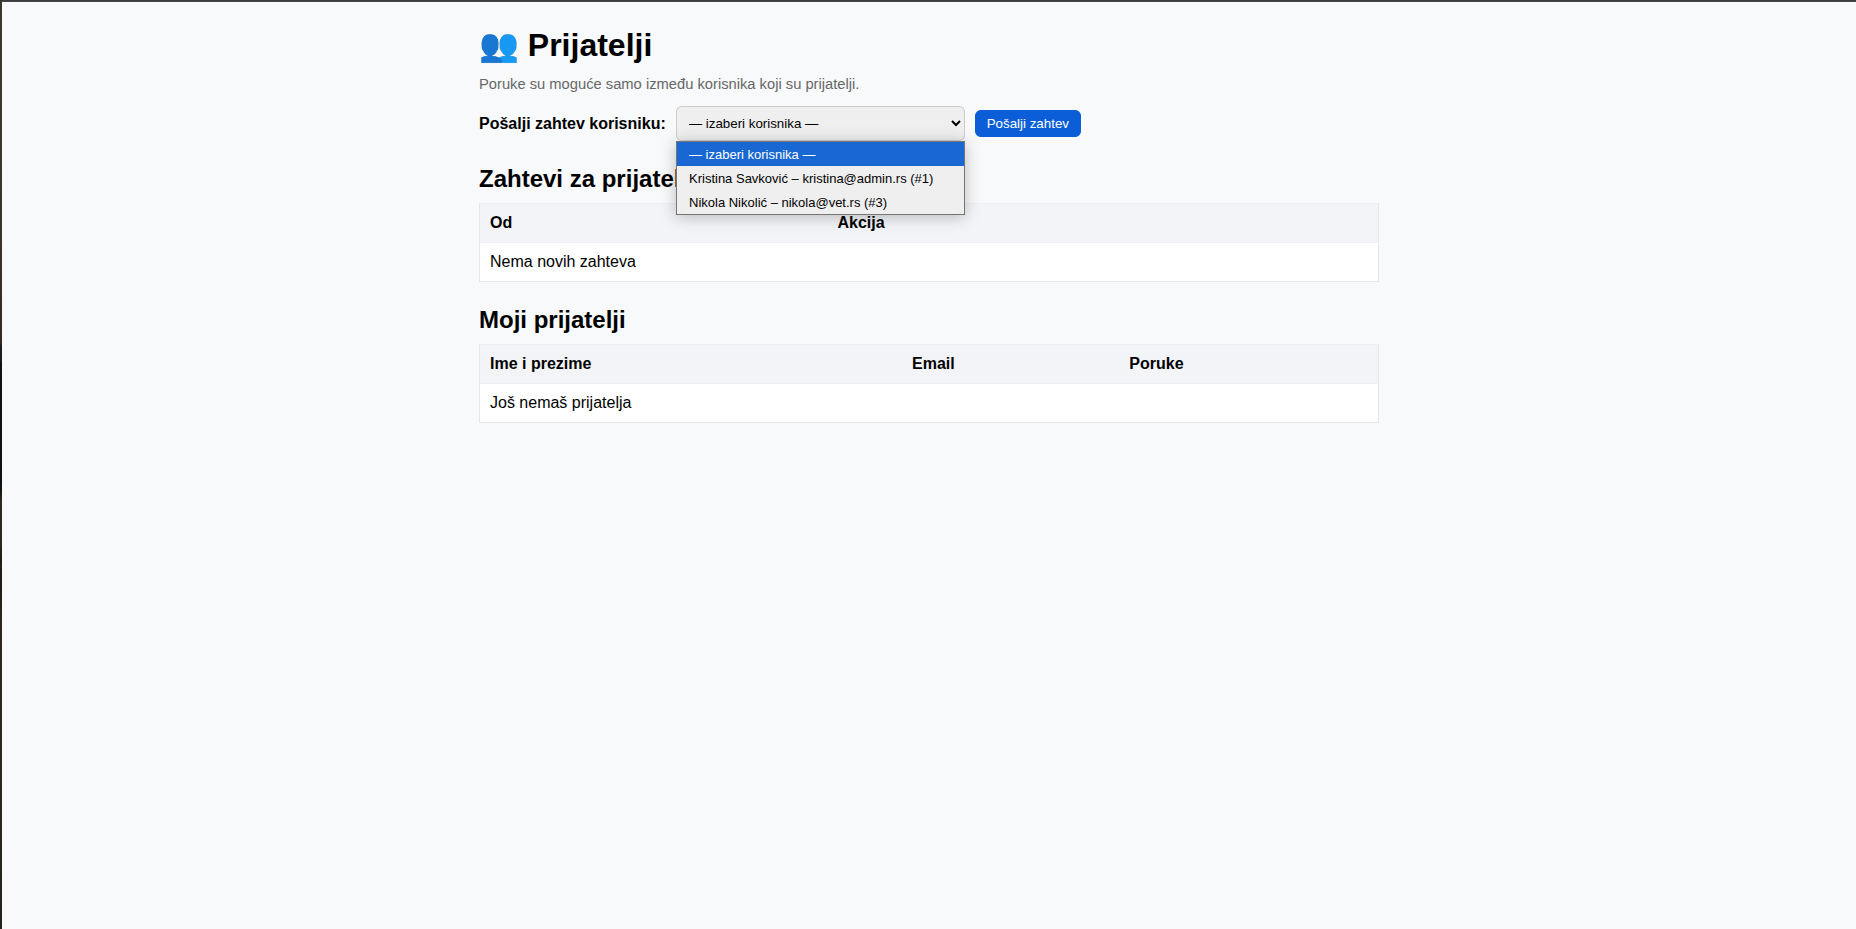 👥 Prijatelji
Poruke su moguće samo između korisnika koji su prijatelji.
Pošalji zahtev korisniku: — izaberi korisnika — Pošalji zahtev
— izaberi korisnika —
Kristina Savković – kristina@admin.rs (#1)
Nikola Nikolić – nikola@vet.rs (#3)
Zahtevi za
Od Akcija
Nema novih zahteva
Moji prijatelji
Ime i prezime Email Poruke
Još nemaš prijatelja